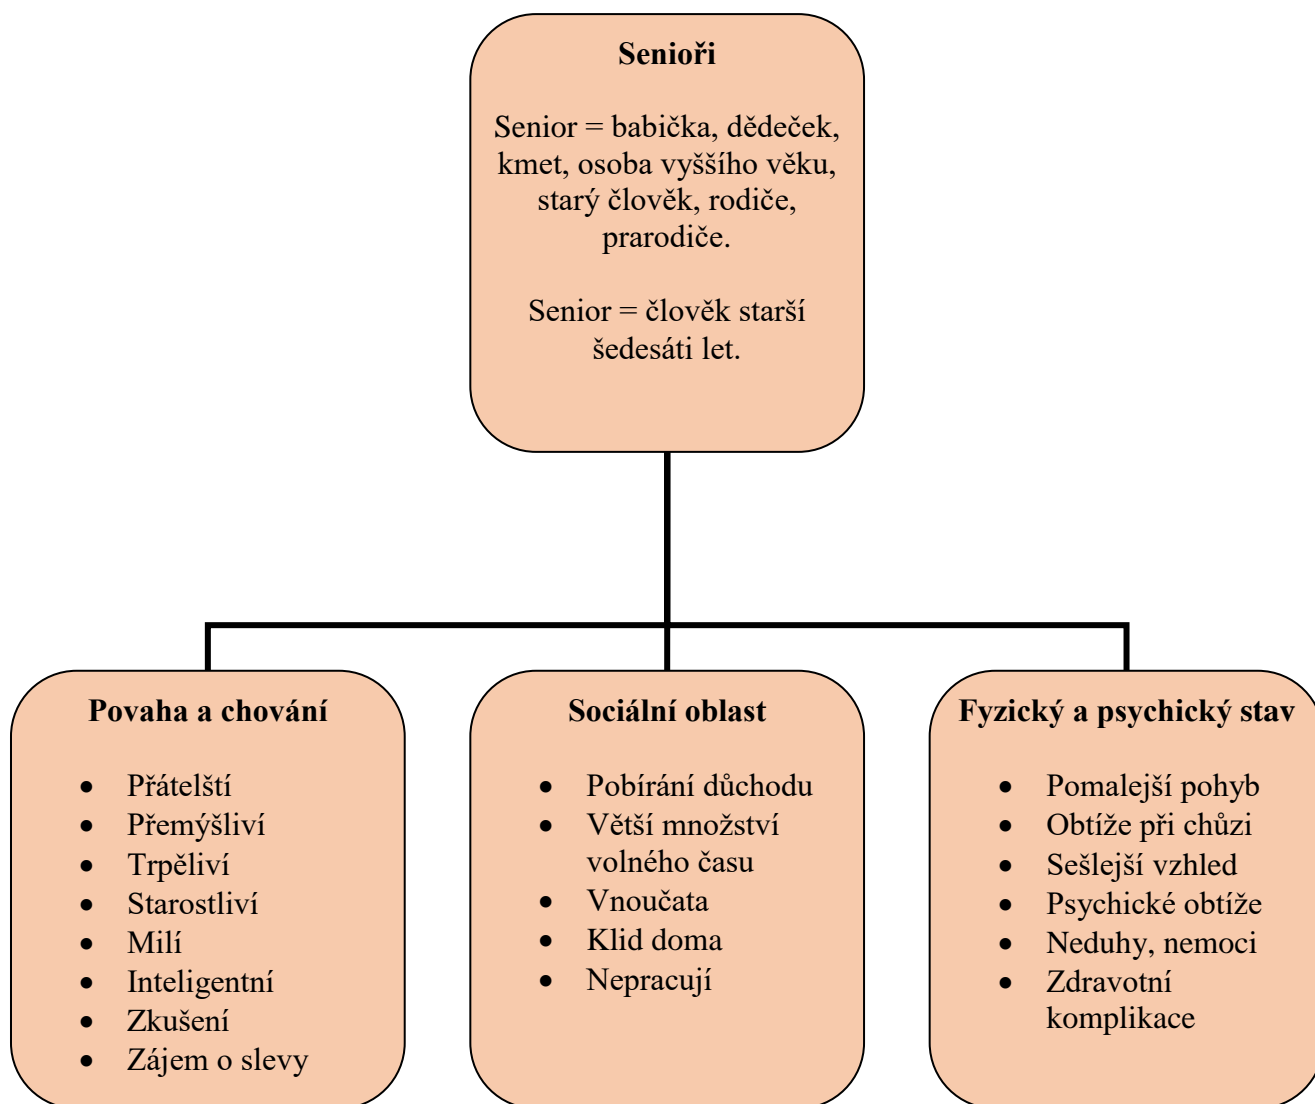 Senioři
Senior = babička, dědeček,
kmet, osoba vyššího věku,
starý člověk, rodiče,
prarodiče.
Senior = člověk starší
šedesáti let.
Povaha a chování
• Přátelští
• Přemýšliví
• Trpěliví
• Starostliví
• Milí
• Inteligentní
• Zkušení
• Zájem o slevy
Sociální oblast
• Pobírání důchodu
• Větší množství
volného času
• Vnoučata
• Klid doma
• Nepracují
Fyzický a psychický stav
• Pomalejší pohyb
• Obtíže při chůzi
• Sešlejší vzhled
• Psychické obtíže
• Neduhy, nemoci
• Zdravotní
komplikace